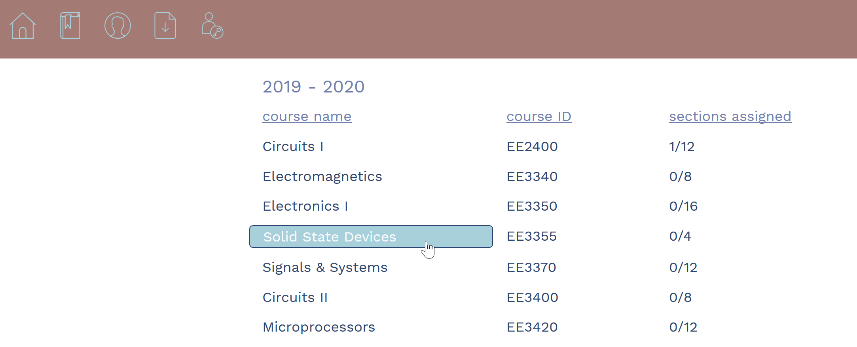 2019 - 2020
course name course ID sections assigned
Circuits I EE2400 1/12
Electromagnetics EE3340 0/8
Electronics I EE3350 0/16
Solid State Devices EE3355 0/4
Signals & Systems EE3370 0/12
Circuits II EE3400 0/8
Microprocessors EE3420 0/12